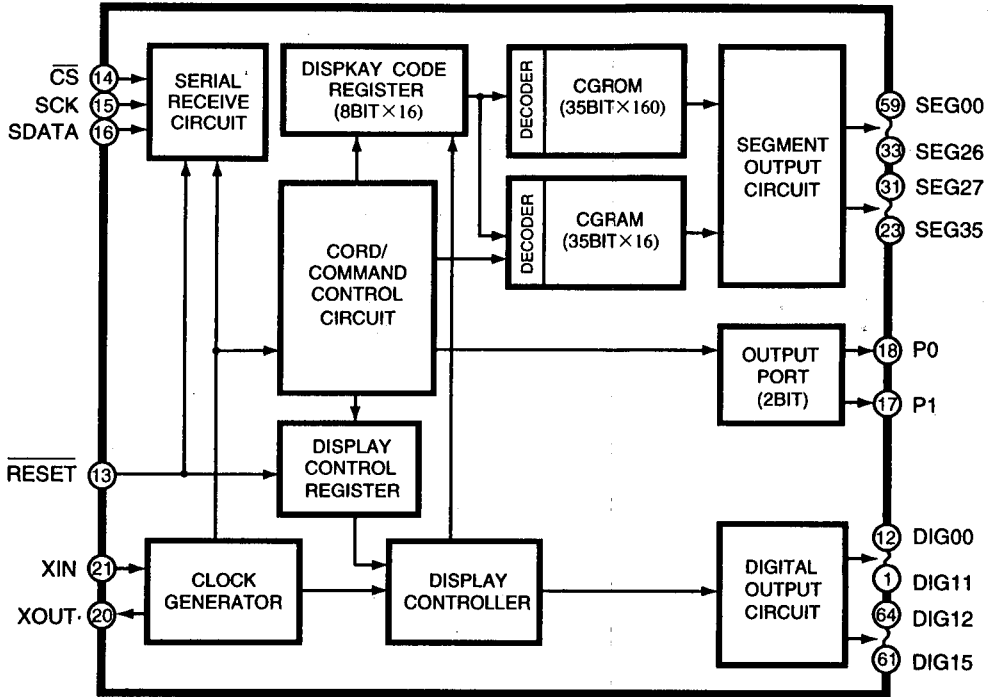 CS
14
SCK
15
SDATA
16
SERIAL
RECEIVE
CIRCUIT
DISPKAY CODE
REGISTER
(8BIT×16)
DECODER
CGROM
(35BIT×160)
DECODER
CGRAM
(35BIT×16)
SEGMENT
OUTPUT
CIRCUIT
59 SEG00
33 SEG26
31 SEG27
23 SEG35
CORD/
COMMAND
CONTROL
CIRCUIT
OUTPUT
PORT
(2BIT)
18 P0
17 P1
RESET
13
DISPLAY
CONTROL
REGISTER
XIN
21
XOUT
20
CLOCK
GENERATOR
DISPLAY
CONTROLLER
DIGITAL
OUTPUT
CIRCUIT
12 DIG00
1 DIG11
64 DIG12
61 DIG15